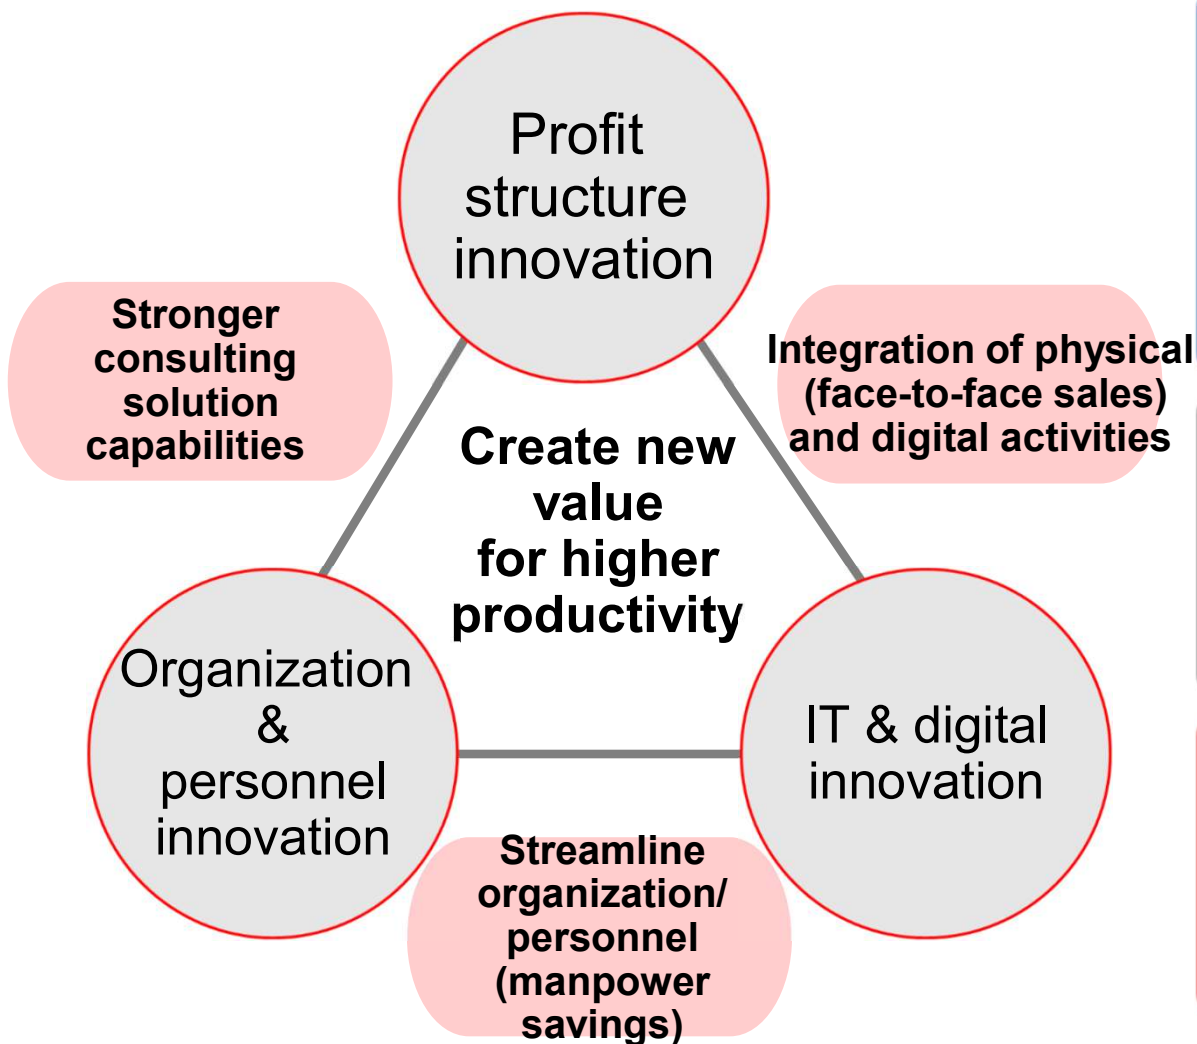 Profit
structure
innovation
Stronger
consulting
solution
capabilities
Integration of physical
(face-to-face sales)
and digital activities
Create new
value
for higher
productivity
Organization
&
personnel
innovation
IT & digital
innovation
Streamline
organization/
personnel
(manpower
savings)